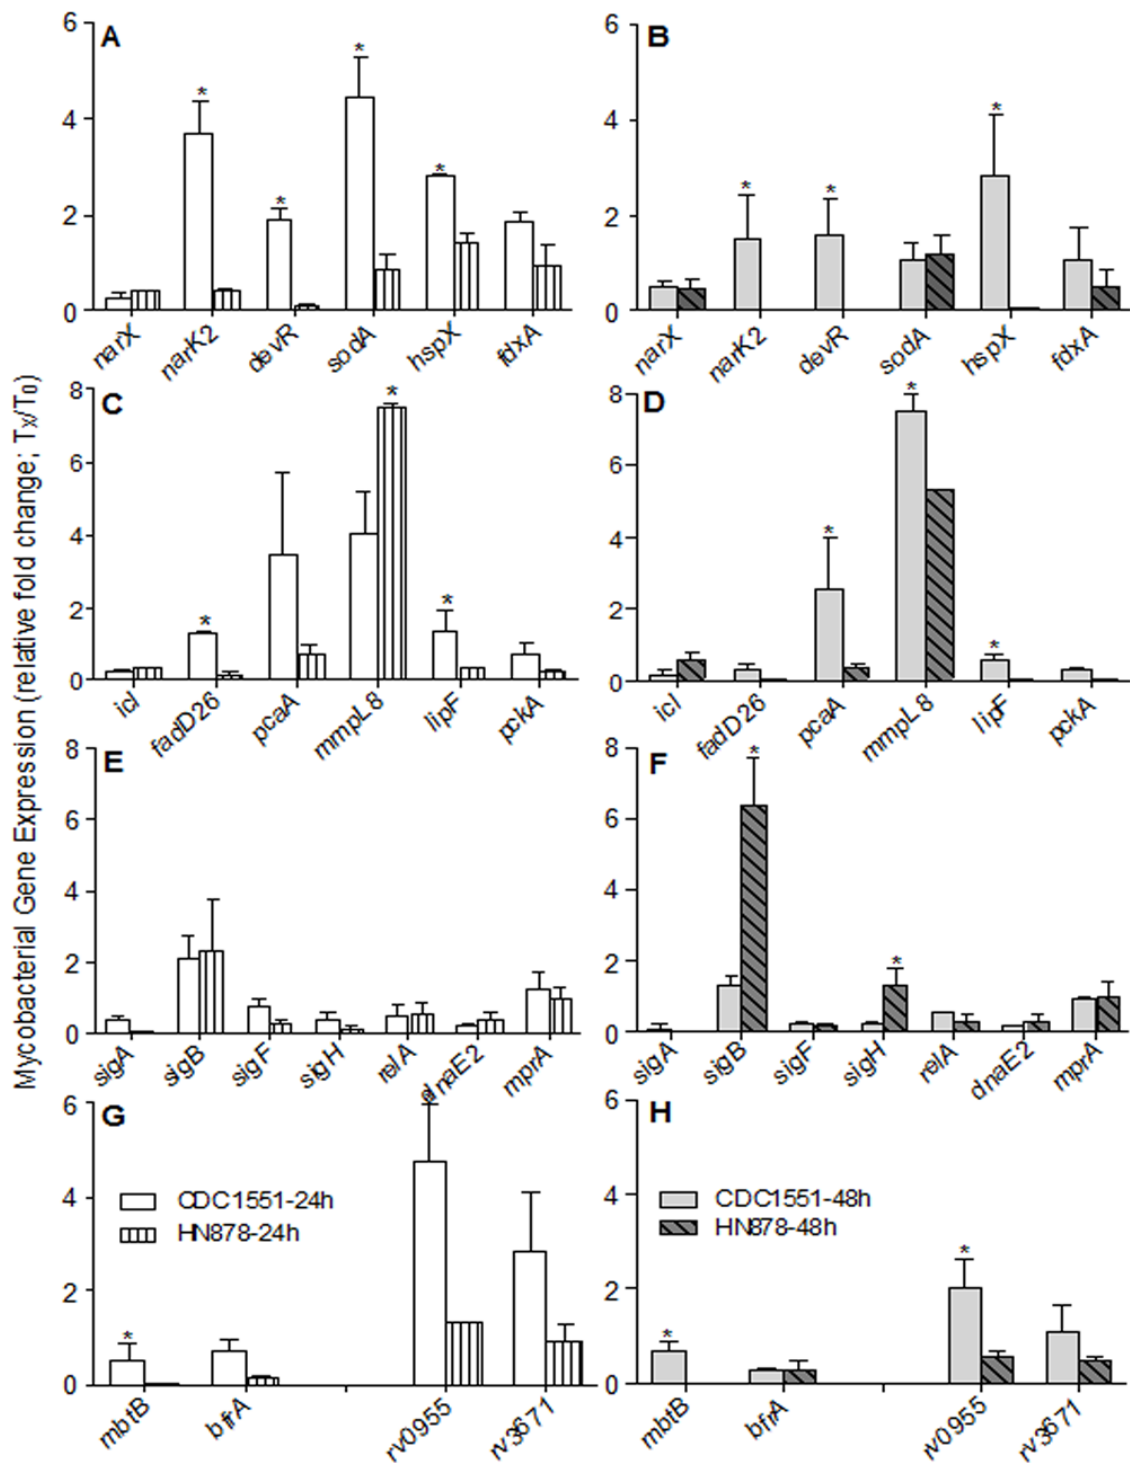 Mycobacterial Gene Expression (relative fold change; Tx/T0)
A
6
4
2
0
* * * *
narX narK2 devR sodA hspX fdxA
B
6
4
2
0
* * *
narX narK2 devR sodA hspX fdxA
C
8
6
4
2
0
* * *
icl fadD26 pcaA mmpL8 lipF pckA
D
8
6
4
2
0
* * *
icl fadD26 pcaA mmpL8 lipF pckA
E
8
6
4
2
0
sigA sigB sigF sigH relA dnaE2 mprA
F
8
6
4
2
0
* *
sigA sigB sigF sigH relA dnaE2 mprA
G
6
4
2
0
CDC1551-24h
HN878-24h
*
mbtB bfrA rv0955 rv3671
H
6
4
2
0
CDC1551-48h
HN878-48h
* *
mbtB bfrA rv0955 rv3671